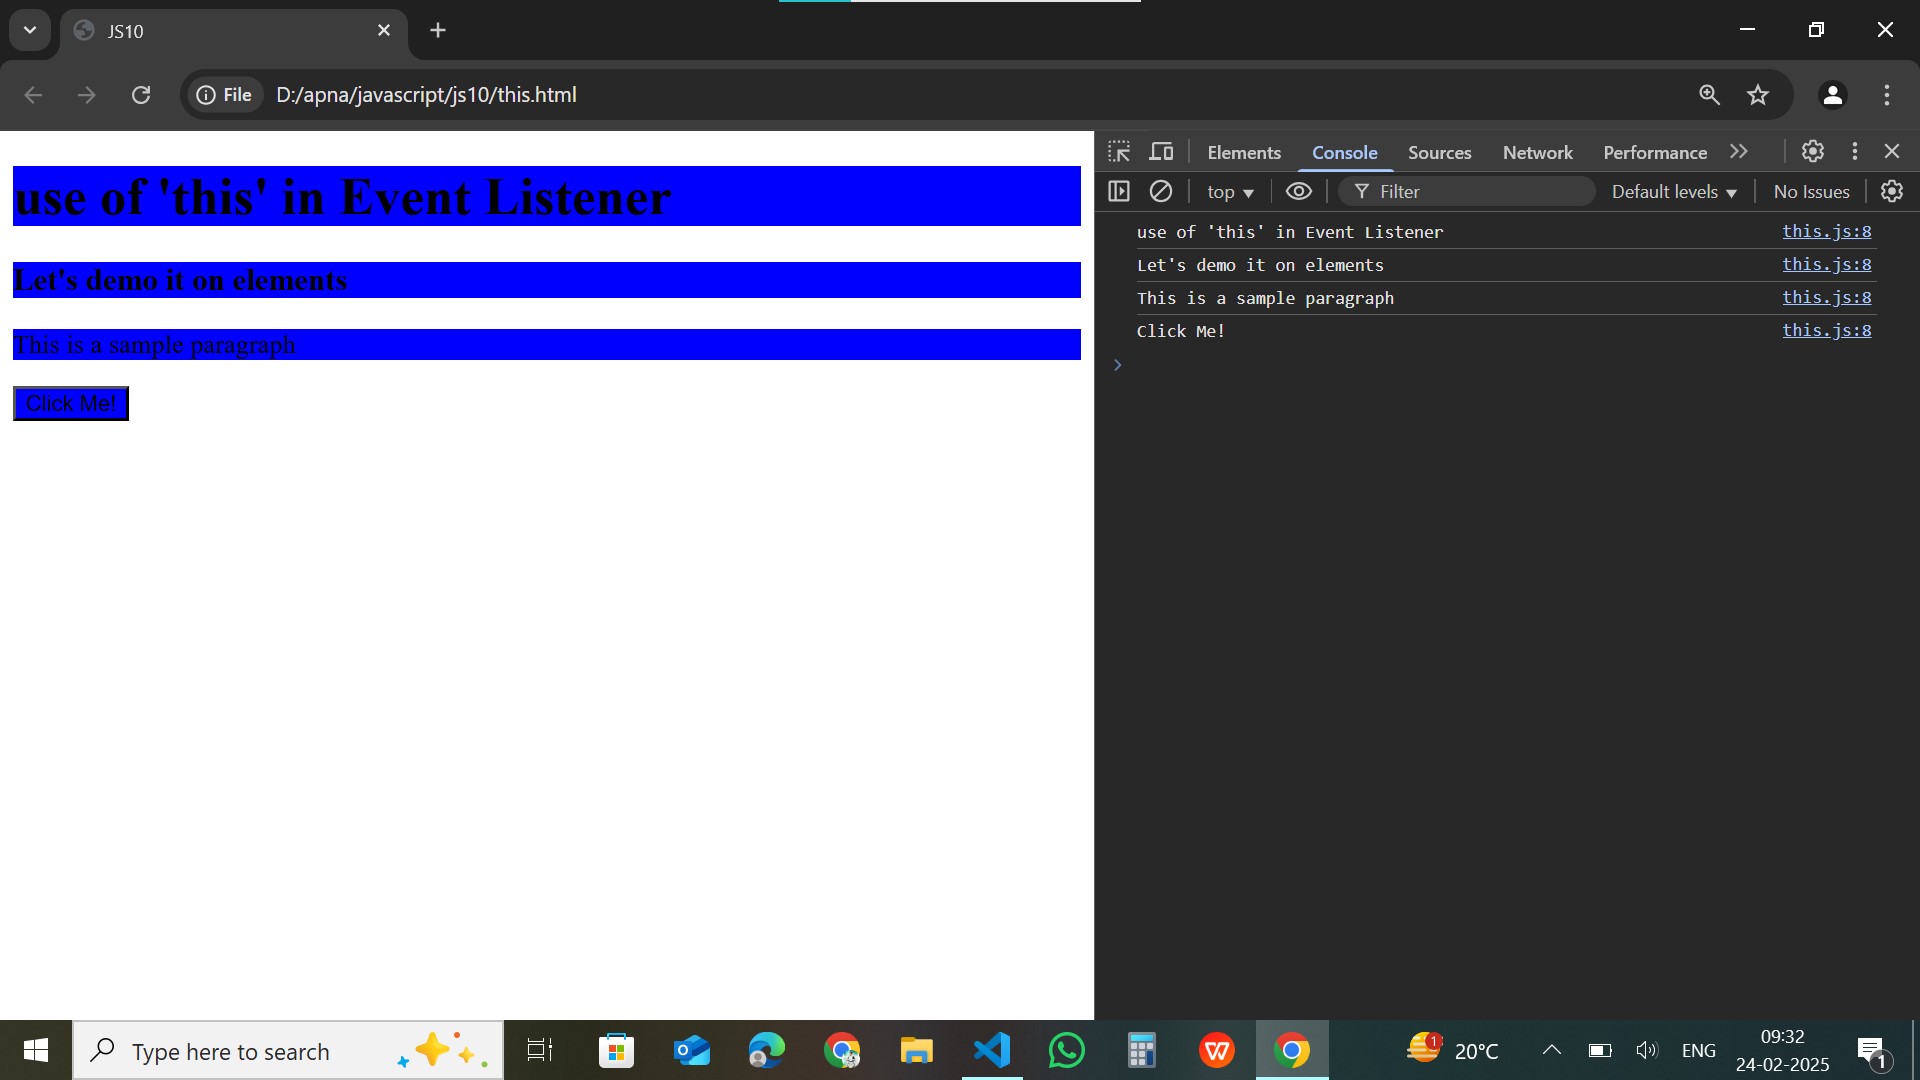 JS10
File D:/apna/javascript/js10/this.html
use of 'this' in Event Listener
Let's demo it on elements
This is a sample paragraph
Click Me!
Elements Console Sources Network Performance
top Filter Default levels No Issues
use of 'this' in Event Listener this.js:8
Let's demo it on elements this.js:8
This is a sample paragraph this.js:8
Click Me! this.js:8
Type here to search
1 20°C ENG
09:32
24-02-2025
1